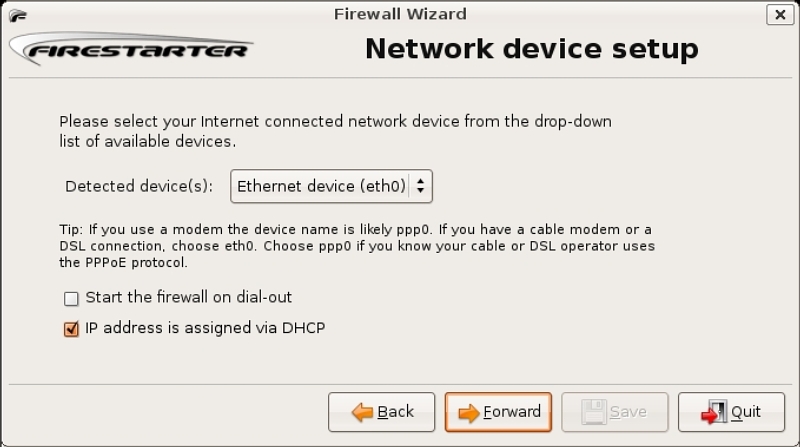 Firewall Wizard
FIRESTARTER
Network device setup
Please select your Internet connected network device from the drop-down
list of available devices.
Detected device(s): Ethernet device (eth0)
Tip: If you use a modem the device name is likely ppp0. If you have a cable modem or a
DSL connection, choose eth0. Choose ppp0 if you know your cable or DSL operator uses
the PPPoE protocol.
Start the firewall on dial-out
IP address is assigned via DHCP
Back Forward Save Quit